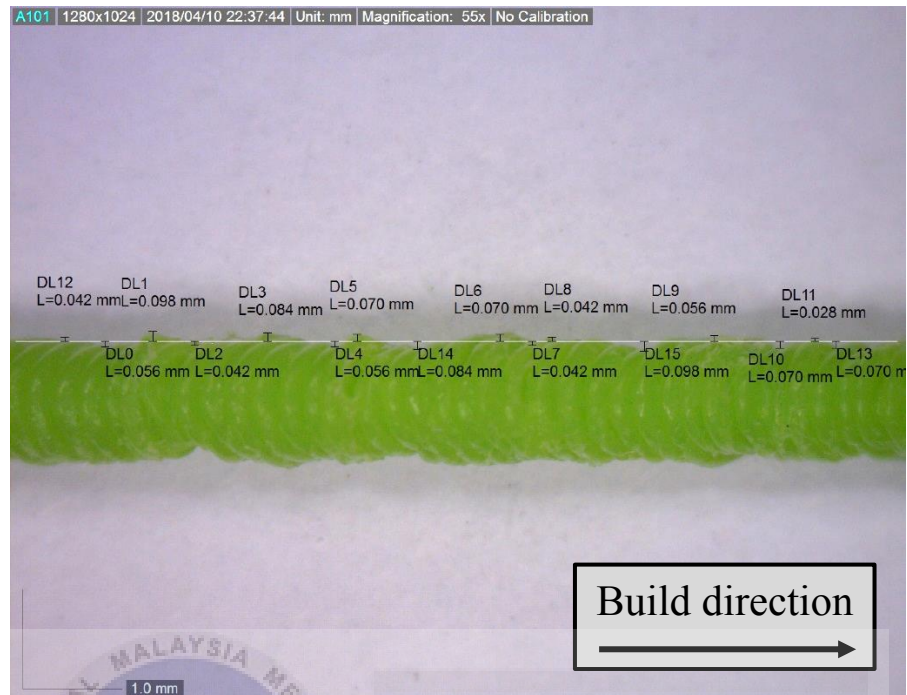 A101 1280x1024 2018/04/10 22:37:44 Unit: mm Magnification: 55x No Calibration
DL12
L=0.042 mm
DL1
L=0.098 mm
DL3
L=0.084 mm
DL5
L=0.070 mm
DL6
L=0.070 mm
DL8
L=0.042 mm
DL9
L=0.056 mm
DL11
L=0.028 mm
DL0
L=0.056 mm
DL2
L=0.042 mm
DL4
L=0.056 mm
DL14
L=0.084 mm
DL7
L=0.042 mm
DL15
L=0.098 mm
DL10
L=0.070 mm
DL13
L=0.070 m
Build direction
MALAYSIA
1.0 mm